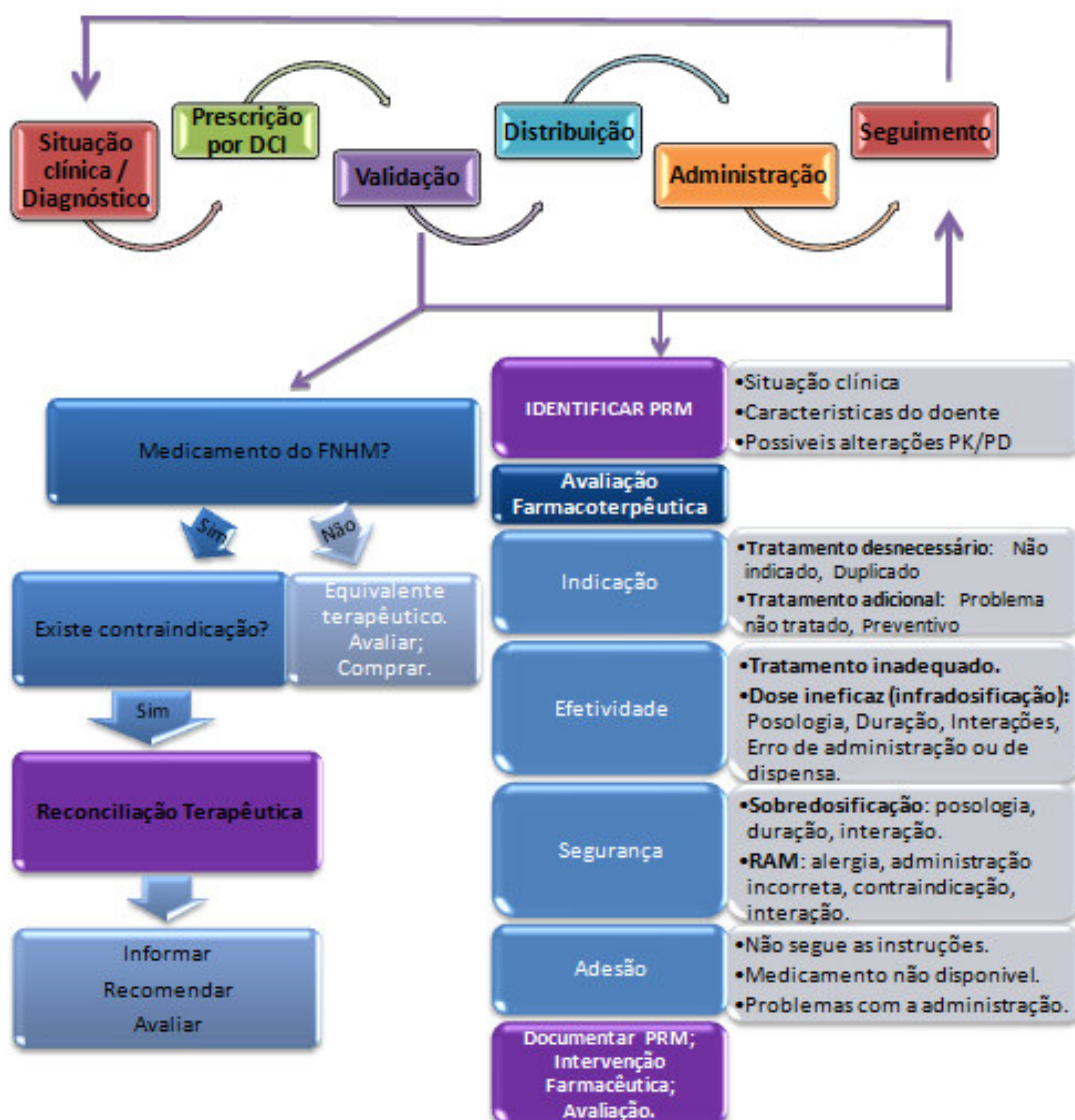 Situação
clínica /
Diagnóstico
Prescrição
por DCI
Validação
Distribuição
Administração
Seguimento
Medicamento do FNHM?
Sim
Não
Existe contraindicação?
Equivalente
terapêutico.
Avaliar;
Comprar.
Sim
Reconciliação Terapêutica
Informar
Recomendar
Avaliar
IDENTIFICAR PRM
•Situação clínica
•Caracteristicas do doente
•Possiveis alterações PK/PD
Avaliação
Farmacoterpêutica
Indicação
•Tratamento desnecessário: Não
indicado, Duplicado
•Tratamento adicional: Problema
não tratado, Preventivo
Efetividade
•Tratamento inadequado.
•Dose ineficaz (infradosificação):
Posologia, Duração, Interações,
Erro de administração ou de
dispensa.
Segurança
•Sobredosificação: posologia,
duração, interação.
•RAM: alergia, administração
incorreta, contraindicação,
interação.
Adesão
•Não segue as instruções.
•Medicamento não disponivel.
•Problemas com a administração.
Documentar PRM;
Intervenção
Farmacêutica;
Avaliação.